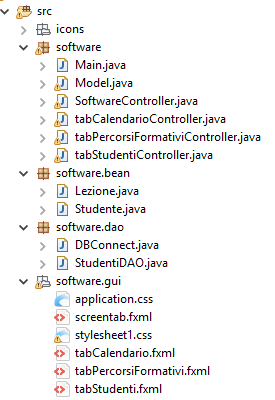 src
icons
software
Main.java
Model.java
SoftwareController.java
tabCalendarioController.java
tabPercorsiFormativiController.java
tabStudentiController.java
software.bean
Lezione.java
Studente.java
software.dao
DBConnect.java
StudentiDAO.java
software.gui
application.css
screentab.fxml
stylesheet1.css
tabCalendario.fxml
tabPercorsiFormativi.fxml
tabStudenti.fxml